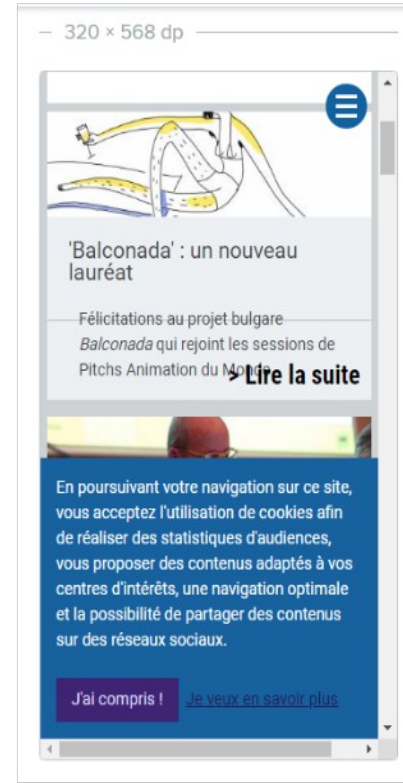 320 × 568 dp
'Balconada' : un nouveau
lauréat
Félicitations au projet bulgare
Balconada qui rejoint les sessions de
Pitchs Animation du Monde
> Lire la suite
En poursuivant votre navigation sur ce site,
vous acceptez l'utilisation de cookies afin
de réaliser des statistiques d'audiences,
vous proposer des contenus adaptés à vos
centres d'intérêts, une navigation optimale
et la possibilité de partager des contenus
sur des réseaux sociaux.
J'ai compris !
Je veux en savoir plus